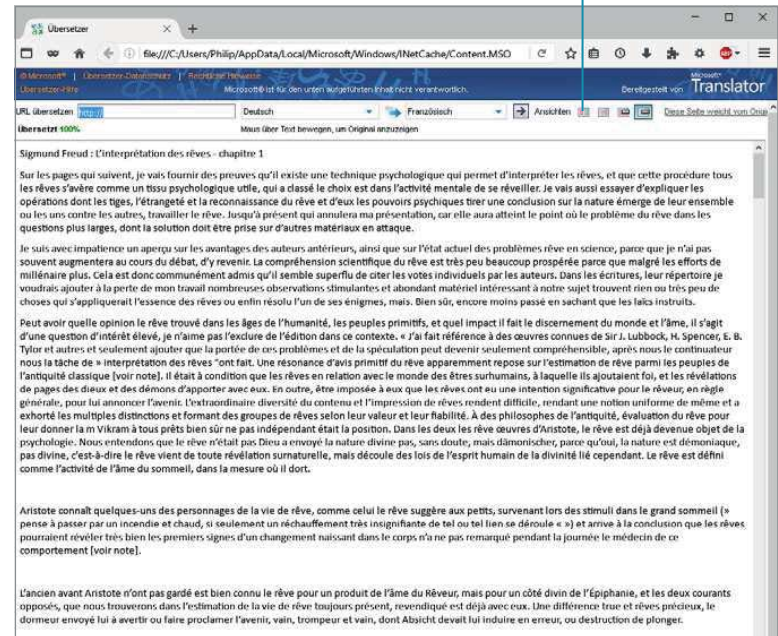 Übersetzer
file:///C:/Users/Philip/AppData/Local/Microsoft/Windows/INetCache/Content.MSO
© Microsoft® | Übersetzer-Datenschutz | Rechtliche Hinweise
Übersetzer-Hilfe
Microsoft® ist für den unten aufgeführten Inhalt nicht verantwortlich.
Bereitgestellt von
Microsoft®
Translator
URL übersetzen http:// Deutsch Französisch Ansichten Diese Seite weicht vom
Übersetzt 100% Maus über Text bewegen, um Original anzuzeigen
Sigmund Freud : L'interprétation des rêves - chapitre 1
Sur les pages qui suivent, je vais fournir des preuves qu'il existe une technique psychologique qui permet d'interpréter les rêves, et que cette procédure tous
les rêves s'avère comme un tissu psychologique utile, qui a classé le choix est dans l'activité mentale de se réveiller. Je vais aussi essayer d'expliquer les
opérations dont les tiges, l'étrangeté et la reconnaissance du rêve et d'eux les pouvoirs psychiques tirer une conclusion sur la nature émerge de leur ensemble
ou les uns contre les autres, travailler le rêve. Jusqu'à présent qui annulera ma présentation, car elle aura atteint le point où le problème du rêve dans les
questions plus larges, dont la solution doit être prise sur d'autres matériaux en attaque.
Je suis avec impatience un aperçu sur les avantages des auteurs antérieurs, ainsi que sur l'état actuel des problèmes rêve en science, parce que je n'ai pas
souvent augmentera au cours du débat, d'y revenir. La compréhension scientifique du rêve est très peu beaucoup prospérée parce que malgré les efforts de
millénaire plus. Cela est donc communément admis qu'il semble superflu de citer les votes individuels par les auteurs. Dans les écritures, leur répertoire je
voudrais ajouter à la perte de mon travail nombreuses observations stimulantes et abondant matériel intéressant à notre sujet trouvent rien ou très peu de
choses qui s'appliquerait l'essence des rêves ou enfin résolu l'un de ses énigmes, mais. Bien sûr, encore moins passé en sachant que les laïcs instruits.
Peut avoir quelle opinion le rêve trouvé dans les âges de l'humanité, les peuples primitifs, et quel impact il fait le discernement du monde et l'âme, il s'agit
d'une question d'intérêt élevé, je n'aime pas l'exclure de l'édition dans ce contexte. « J'ai fait référence à des œuvres connues de Sir J. Lubbock, H. Spencer, E. B.
Tylor et autres et seulement ajouter que la portée de ces problèmes et de la spéculation peut devenir seulement compréhensible, après nous le continuateur
nous la tâche de » interprétation des rêves "ont fait. Une résonance d'avis primitif du rêve apparemment repose sur l'estimation de rêve parmi les peuples de
l'antiquité classique [voir note]. Il était à condition que les rêves en relation avec le monde des êtres surhumains, à laquelle ils ajoutaient foi, et les révélations
de pages des dieux et des démons d'apporter avec eux. En outre, être imposée à eux que les rêves ont eu une intention significative pour le rêveur, en règle
générale, pour lui annoncer l'avenir. L'extraordinaire diversité du contenu et l'impression de rêves rendent difficile, rendant une notion uniforme de même et a
exhorté les multiples distinctions et formant des groupes de rêves selon leur valeur et leur fiabilité. À des philosophes de l'antiquité, évaluation du rêve pour
leur donner la m Vikram à tous prêts bien sûr ne pas indépendant était la position. Dans les deux les rêve œuvres d'Aristote, le rêve est déjà devenue objet de la
psychologie. Nous entendons que le rêve n'était pas Dieu a envoyé la nature divine pas, sans doute, mais dämonischer, parce qu'oui, la nature est démoniaque,
pas divine, c'est-à-dire le rêve vient de toute révélation surnaturelle, mais découle des lois de l'esprit humain de la divinité lié cependant. Le rêve est défini
comme l'activité de l'âme du sommeil, dans la mesure où il dort.
Aristote connaît quelques-uns des personnages de la vie de rêve, comme celui le rêve suggère aux petits, survenant lors des stimuli dans le grand sommeil (»
pense à passer par un incendie et chaud, si seulement un réchauffement très insignifiante de tel ou tel lien se déroule « ») et arrive à la conclusion que les rêves
pourraient révéler très bien les premiers signes d'un changement naissant dans le corps n'a ne pas remarqué pendant la journée le médecin de ce
comportement [voir note].
L'ancien avant Aristote n'ont pas gardé est bien connu le rêve pour un produit de l'âme du Rêveur, mais pour un côté divin de l'Épiphanie, et les deux courants
opposés, que nous trouverons dans l'estimation de la vie de rêve toujours présent, revendiqué est déjà avec eux. Une différence true et rêves précieux, le
dormeur envoyé lui à avertir ou faire proclamer l'avenir, vain, trompeur et vain, dont Absicht devait lui induire en erreur, ou destruction de plonger.